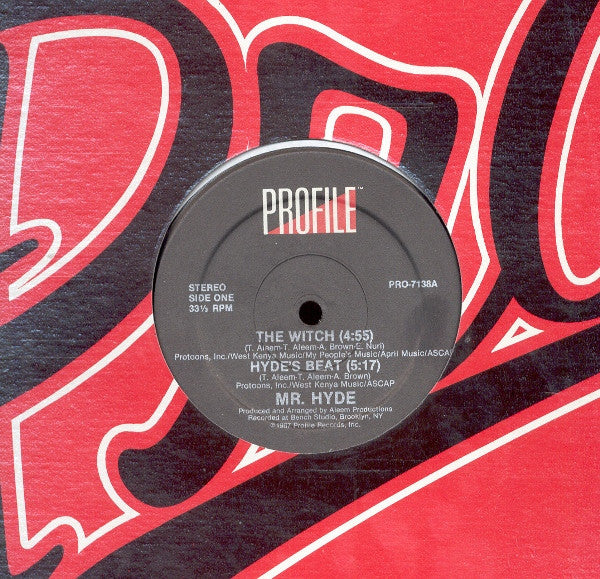 PROFILE™
STEREO
SIDE ONE
33⅓ RPM
PRO-7138A
THE WITCH (4:55)
(T. Aleem-T. Aleem-A. Brown-E. Nuri)
Protoons, Inc./West Kenya Music/My People's Music/April Music/ASCA
HYDE'S BEAT (5:17)
(T. Aleem-T. Aleem-A. Brown)
Protoons, Inc./West Kenya Music/ASCAP
MR. HYDE
Produced and Arranged by Aleem Productions
Recorded at Bench Studio, Brooklyn, NY
©1987 Profile Records, Inc.